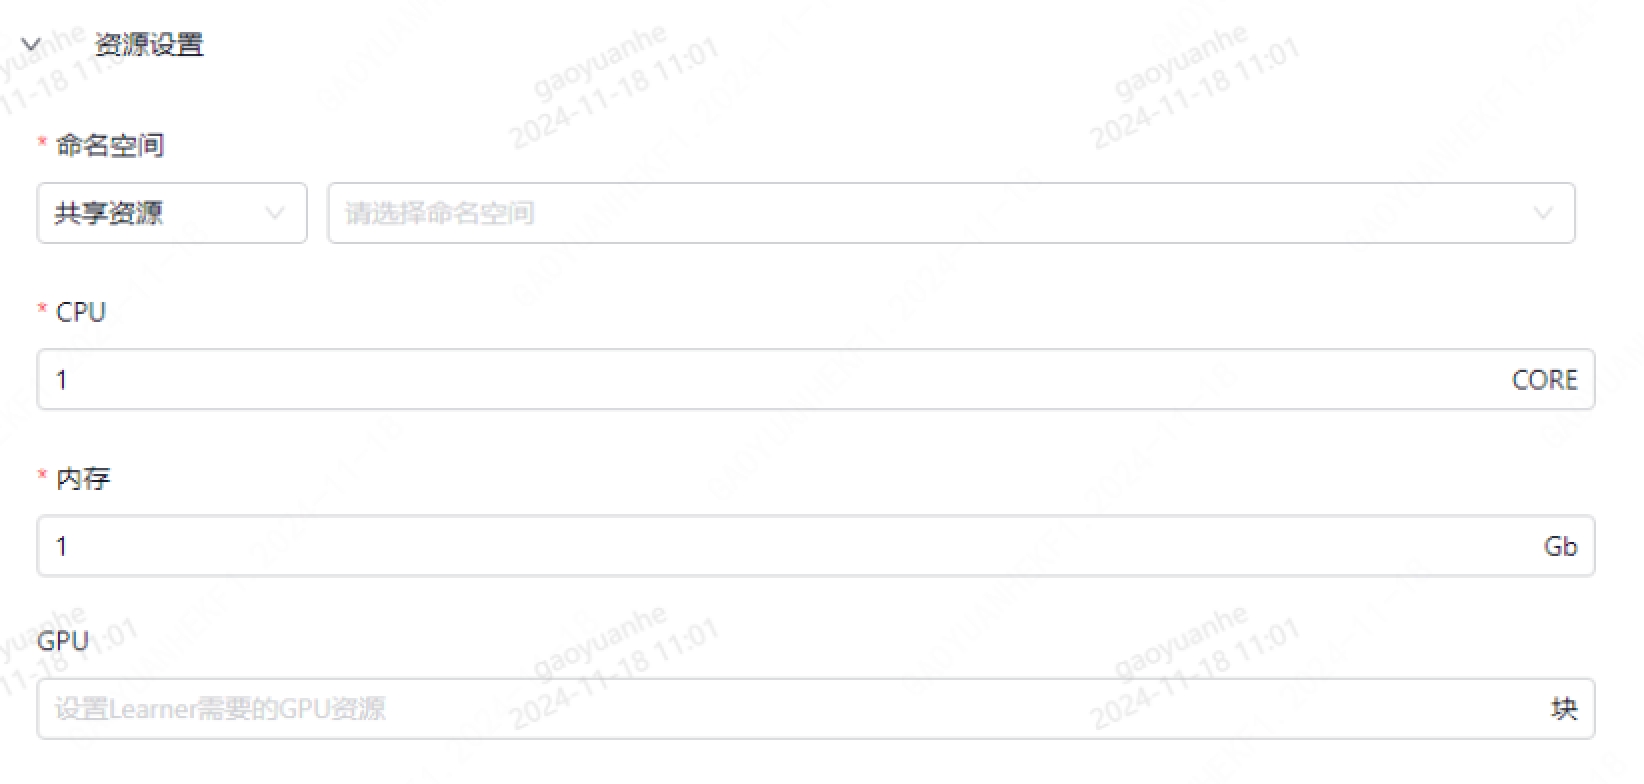 资源设置
* 命名空间
共享资源 请选择命名空间
* CPU
1 CORE
* 内存
1 Gb
GPU
设置Learner需要的GPU资源 块
gaoyuanhe
2024-11-18 11:01
gaoyuanhe
2024-11-18 11:01
gaoyuanhe
2024-11-18 11:01
gaoyuanhe
2024-11-18 11:01